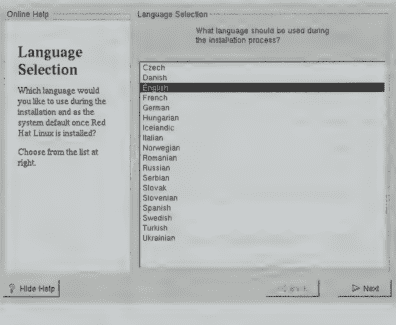 Online Help
Language
Selection
Which language would
you like to use during the
installation and as the
system default once Red
Hat Linux is installed?
Choose from the list at
right.
Language Selection
What language should be used during
the installation process?
Czech
Danish
English
French
German
Hungarian
Icelandic
Italian
Norwegian
Romanian
Russian
Serbian
Slovak
Slovenian
Spanish
Swedish
Turkish
Ukrainian
Hide Help
Back
Next